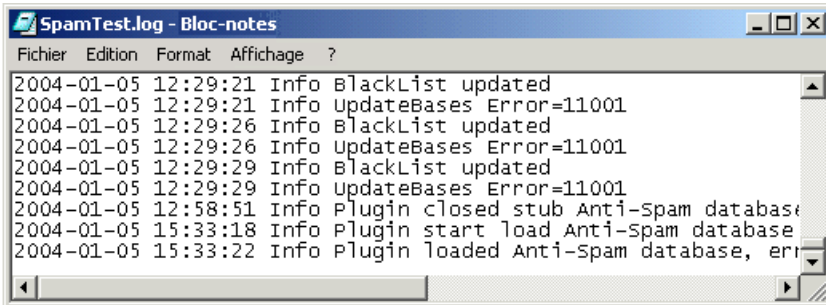 SpamTest.log - Bloc-notes
Fichier Edition Format Affichage ?
2004-01-05 12:29:21 Info BlackList updated
2004-01-05 12:29:21 Info UpdateBases Error=11001
2004-01-05 12:29:26 Info BlackList updated
2004-01-05 12:29:26 Info UpdateBases Error=11001
2004-01-05 12:29:29 Info BlackList updated
2004-01-05 12:29:29 Info UpdateBases Error=11001
2004-01-05 12:58:51 Info Plugin closed stub Anti-Spam database
2004-01-05 15:33:18 Info Plugin start load Anti-Spam database
2004-01-05 15:33:22 Info Plugin loaded Anti-Spam database,